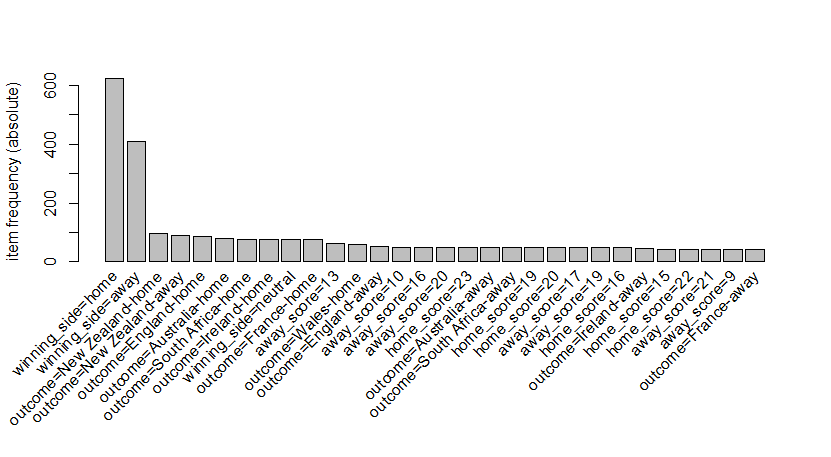 item frequency (absolute)
0
200
400
600
winning_side=home
winning_side=away
outcome=New Zealand-home
outcome=New Zealand-away
outcome=England-home
outcome=Australia-home
outcome=South Africa-home
outcome=Ireland-home
winning_side=neutral
outcome=France-home
away_score=13
outcome=Wales-home
outcome=England-away
away_score=10
away_score=16
away_score=20
home_score=23
outcome=Australia-away
outcome=South Africa-away
home_score=19
home_score=20
away_score=17
away_score=19
home_score=16
outcome=Ireland-away
home_score=15
home_score=22
away_score=21
away_score=9
outcome=France-away